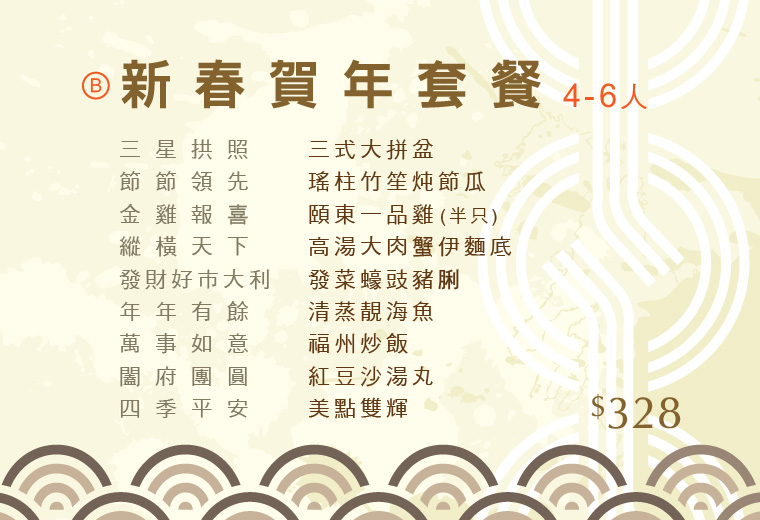 Ⓑ 新春賀年套餐 4-6人
三星拱照 三式大拼盆
節節領先 瑤柱竹笙炖節瓜
金雞報喜 頤東一品雞(半只)
縱橫天下 高湯大肉蟹伊麵底
發財好市大利 發菜蠔豉豬脷
年年有餘 清蒸靚海魚
萬事如意 福州炒飯
闔府團圓 紅豆沙湯丸
四季平安 美點雙輝
$328